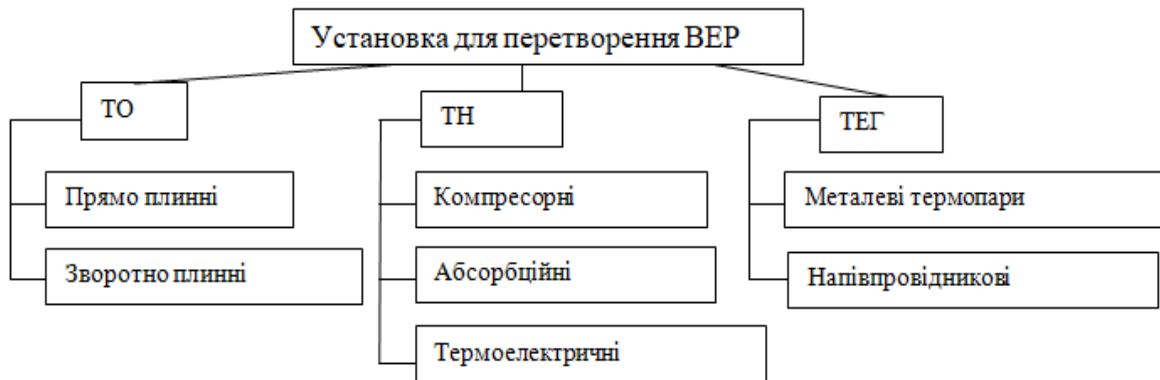 Установка для перетворення ВЕР
ТО
Прямо плинні
Зворотно плинні
ТН
Компресорні
Абсорбційні
Термоелектричні
ТЕГ
Металеві термопари
Напівпровідникові